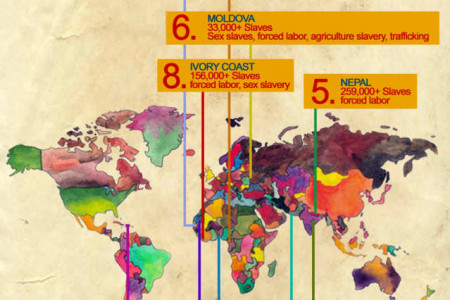 6. MOLDOVA
33,000+ Slaves
Sex slaves, forced labor, agriculture slavery, trafficking
8. IVORY COAST
156,000+ Slaves
forced labor, sex slavery
5. NEPAL
259,000+ Slaves
forced labor